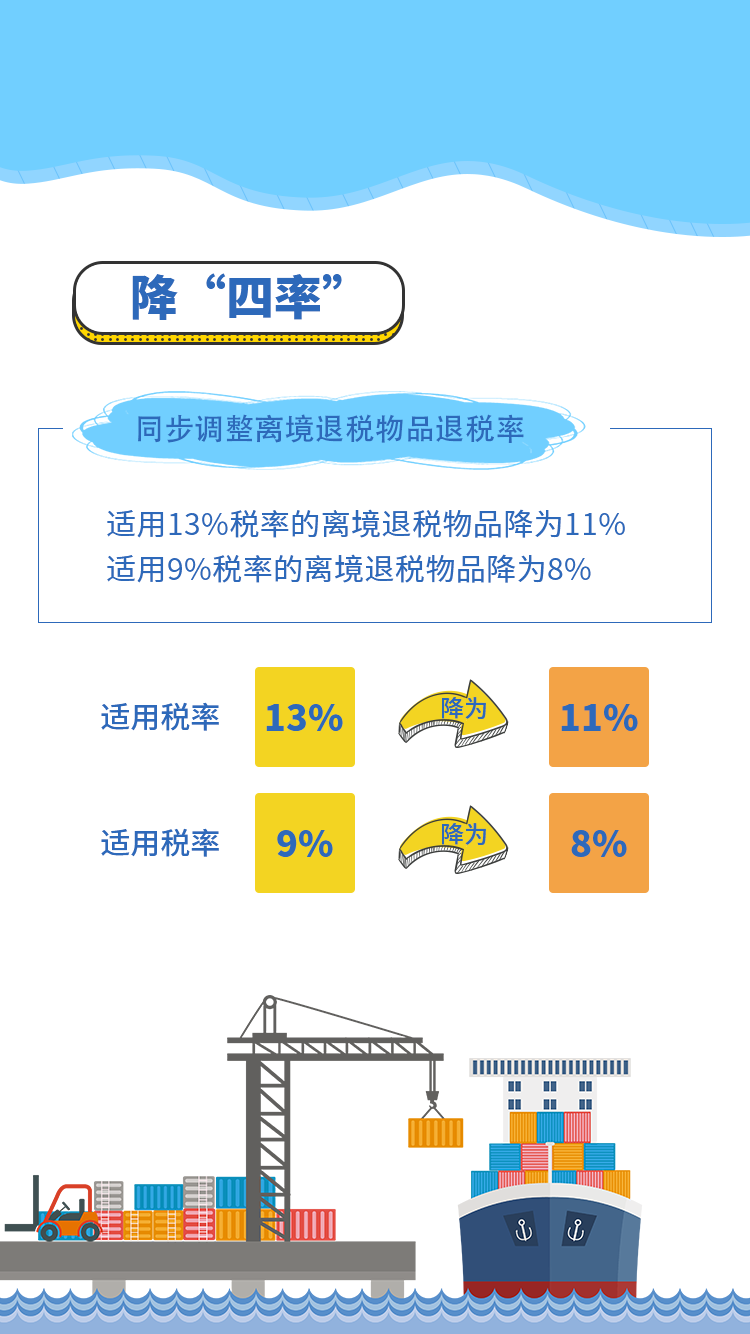 降“四率”
同步调整离境退税物品退税率
适用13%税率的离境退税物品降为11%
适用9%税率的离境退税物品降为8%
适用税率 13% 降为 11%
适用税率 9% 降为 8%